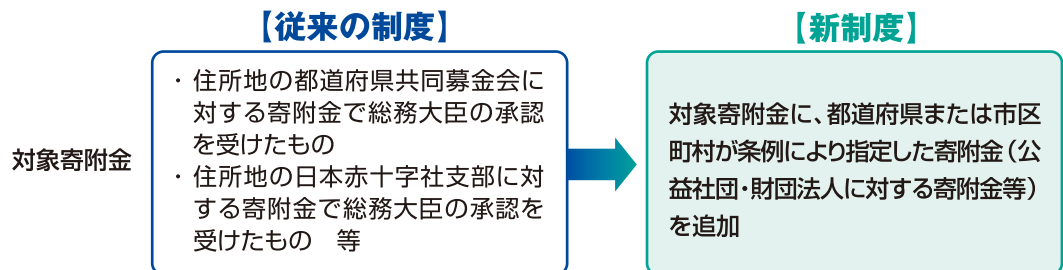 【従来の制度】
【新制度】
対象寄附金
・ 住所地の都道府県共同募金会に
対する寄附金で総務大臣の承認
を受けたもの
・ 住所地の日本赤十字社支部に対
する寄附金で総務大臣の承認を
受けたもの　等
対象寄附金に、都道府県または市区
町村が条例により指定した寄附金（公
益社団・財団法人に対する寄附金等）
を追加